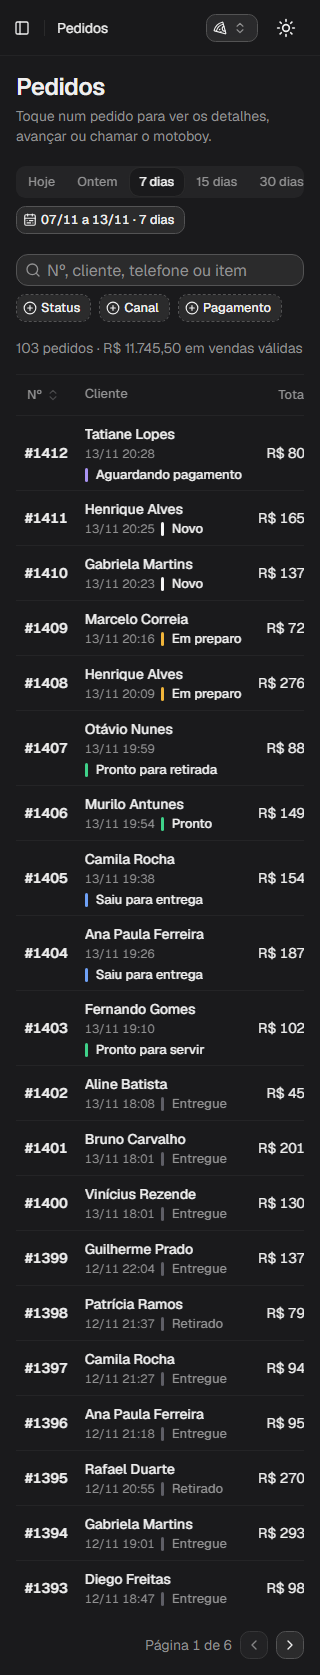 Pedidos
Pedidos
Toque num pedido para ver os detalhes,
avançar ou chamar o motoboy.
Hoje Ontem 7 dias 15 dias 30 dias
07/11 a 13/11 · 7 dias
Nº, cliente, telefone ou item
Status Canal Pagamento
103 pedidos · R$ 11.745,50 em vendas válidas
Nº Cliente Tota
Tatiane Lopes
#1412 13/11 20:28 R$ 80
Aguardando pagamento
Henrique Alves
#1411 13/11 20:25 Novo R$ 165
Gabriela Martins
#1410 13/11 20:23 Novo R$ 137
Marcelo Correia
#1409 13/11 20:16 Em preparo R$ 72
Henrique Alves
#1408 13/11 20:09 Em preparo R$ 276
Otávio Nunes
#1407 13/11 19:59 R$ 88
Pronto para retirada
Murilo Antunes
#1406 13/11 19:54 Pronto R$ 149
Camila Rocha
#1405 13/11 19:38 R$ 154
Saiu para entrega
Ana Paula Ferreira
#1404 13/11 19:26 R$ 187
Saiu para entrega
Fernando Gomes
#1403 13/11 19:10 R$ 102
Pronto para servir
Aline Batista
#1402 13/11 18:08 Entregue R$ 45
Bruno Carvalho
#1401 13/11 18:01 Entregue R$ 201
Vinícius Rezende
#1400 13/11 18:01 Entregue R$ 130
Guilherme Prado
#1399 12/11 22:04 Entregue R$ 137
Patrícia Ramos
#1398 12/11 21:37 Retirado R$ 79
Camila Rocha
#1397 12/11 21:27 Entregue R$ 94
Ana Paula Ferreira
#1396 12/11 21:18 Entregue R$ 95
Rafael Duarte
#1395 12/11 20:55 Retirado R$ 270
Gabriela Martins
#1394 12/11 19:01 Entregue R$ 293
Diego Freitas
#1393 12/11 18:47 Entregue R$ 98
Página 1 de 6